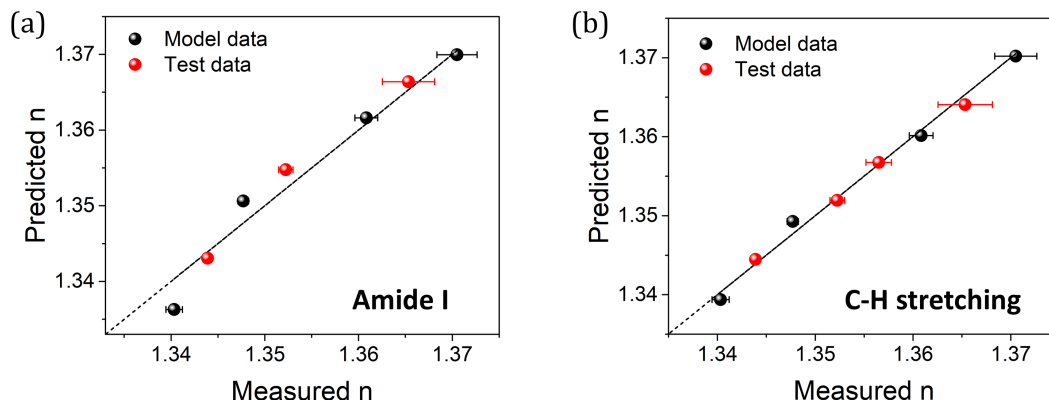 (a)
Model data
Test data
1.37
1.36
1.35
1.34
Predicted n
Amide I
1.34 1.35 1.36 1.37
Measured n
(b)
Model data
Test data
1.37
1.36
1.35
1.34
Predicted n
C-H stretching
1.34 1.35 1.36 1.37
Measured n